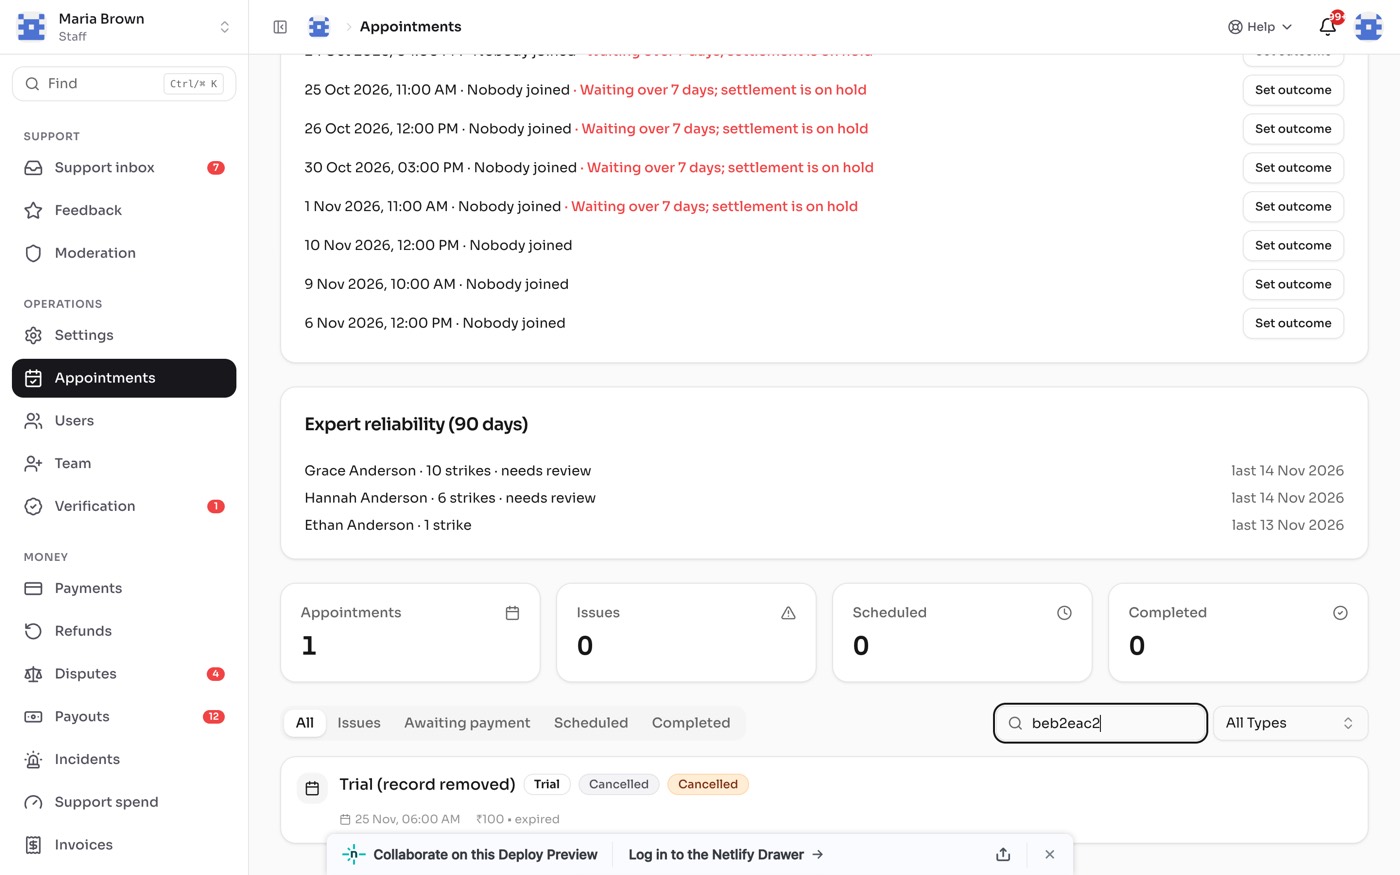 Maria Brown
Staff
Find
Ctrl/⌘ K
SUPPORT
Support inbox 7
Feedback
Moderation
OPERATIONS
Settings
Appointments
Users
Team
Verification 1
MONEY
Payments
Refunds
Disputes 4
Payouts 12
Incidents
Support spend
Invoices
Appointments
Help
99+
25 Oct 2026, 11:00 AM · Nobody joined · Waiting over 7 days; settlement is on hold Set outcome
26 Oct 2026, 12:00 PM · Nobody joined · Waiting over 7 days; settlement is on hold Set outcome
30 Oct 2026, 03:00 PM · Nobody joined · Waiting over 7 days; settlement is on hold Set outcome
1 Nov 2026, 11:00 AM · Nobody joined · Waiting over 7 days; settlement is on hold Set outcome
10 Nov 2026, 12:00 PM · Nobody joined Set outcome
9 Nov 2026, 10:00 AM · Nobody joined Set outcome
6 Nov 2026, 12:00 PM · Nobody joined Set outcome
Expert reliability (90 days)
Grace Anderson · 10 strikes · needs review last 14 Nov 2026
Hannah Anderson · 6 strikes · needs review last 14 Nov 2026
Ethan Anderson · 1 strike last 13 Nov 2026
Appointments Issues Scheduled Completed
1 0 0 0
All Issues Awaiting payment Scheduled Completed beb2eac2 All Types
Trial (record removed) Trial Cancelled Cancelled
25 Nov, 06:00 AM ₹100 • expired
Collaborate on this Deploy Preview Log in to the Netlify Drawer →